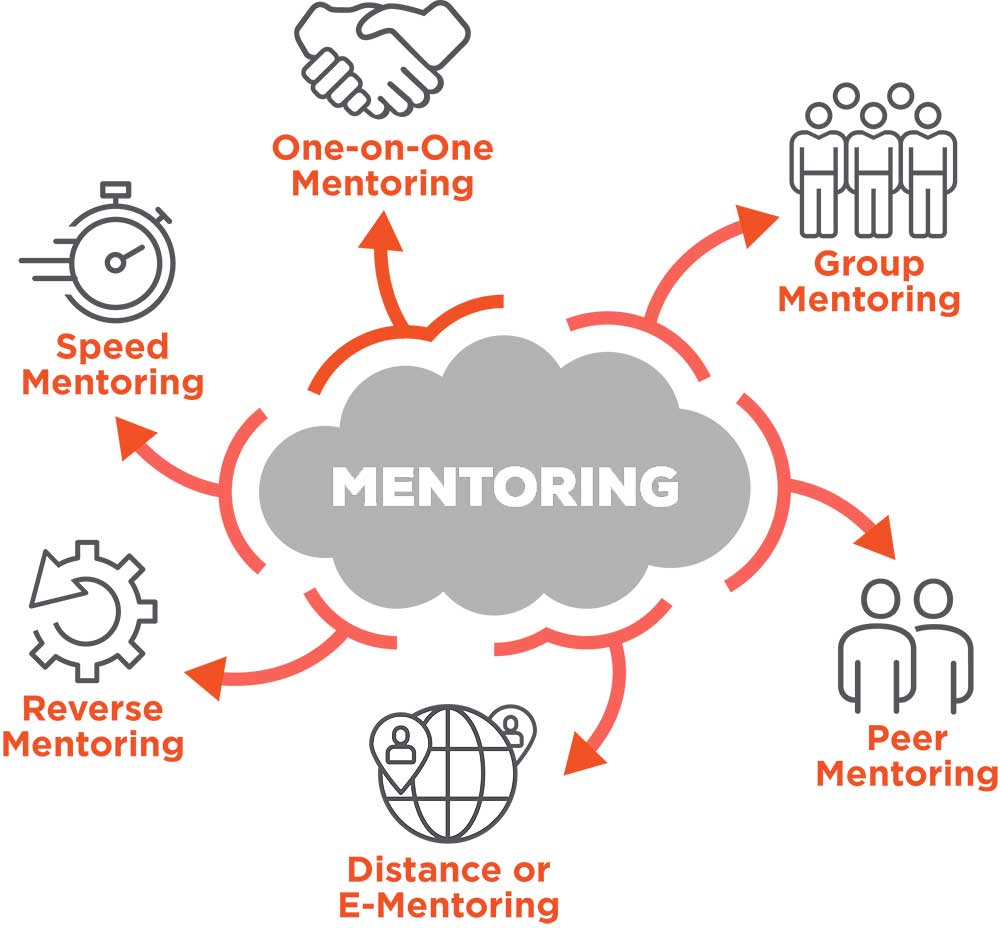 One-on-One
Mentoring
Group
Mentoring
Speed
Mentoring
MENTORING
Reverse
Mentoring
Peer
Mentoring
Distance or
E-Mentoring